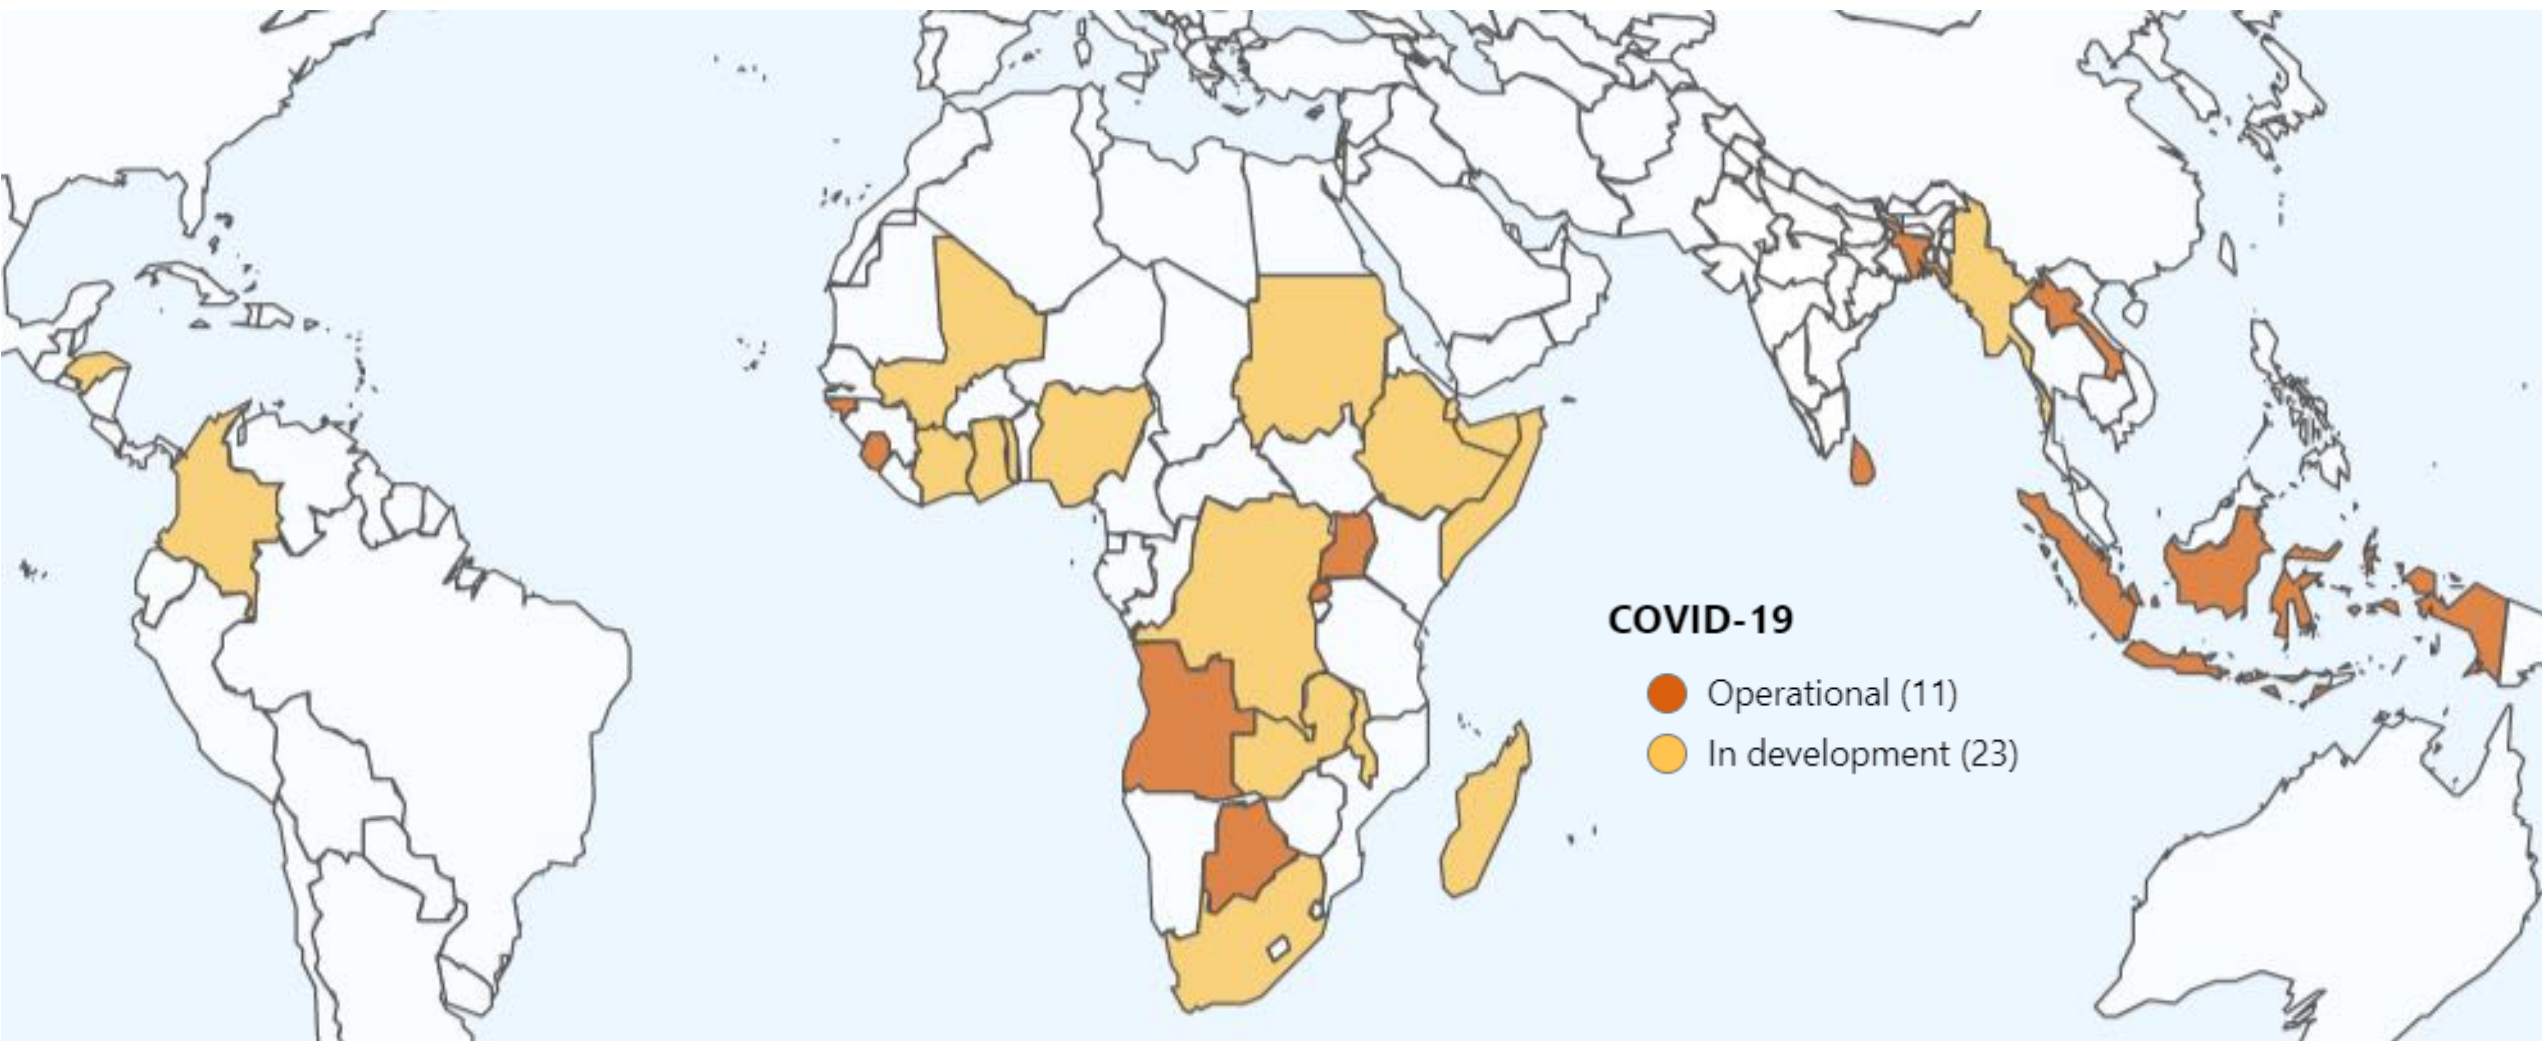 COVID-19
Operational (11)
In development (23)